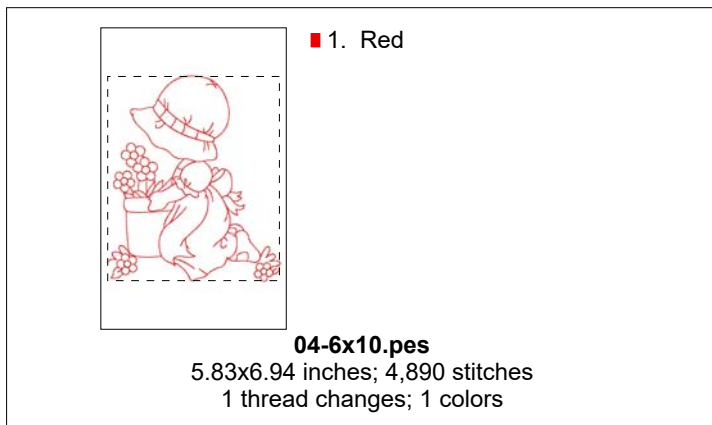 1. Red
04-6x10.pes
5.83x6.94 inches; 4,890 stitches
1 thread changes; 1 colors